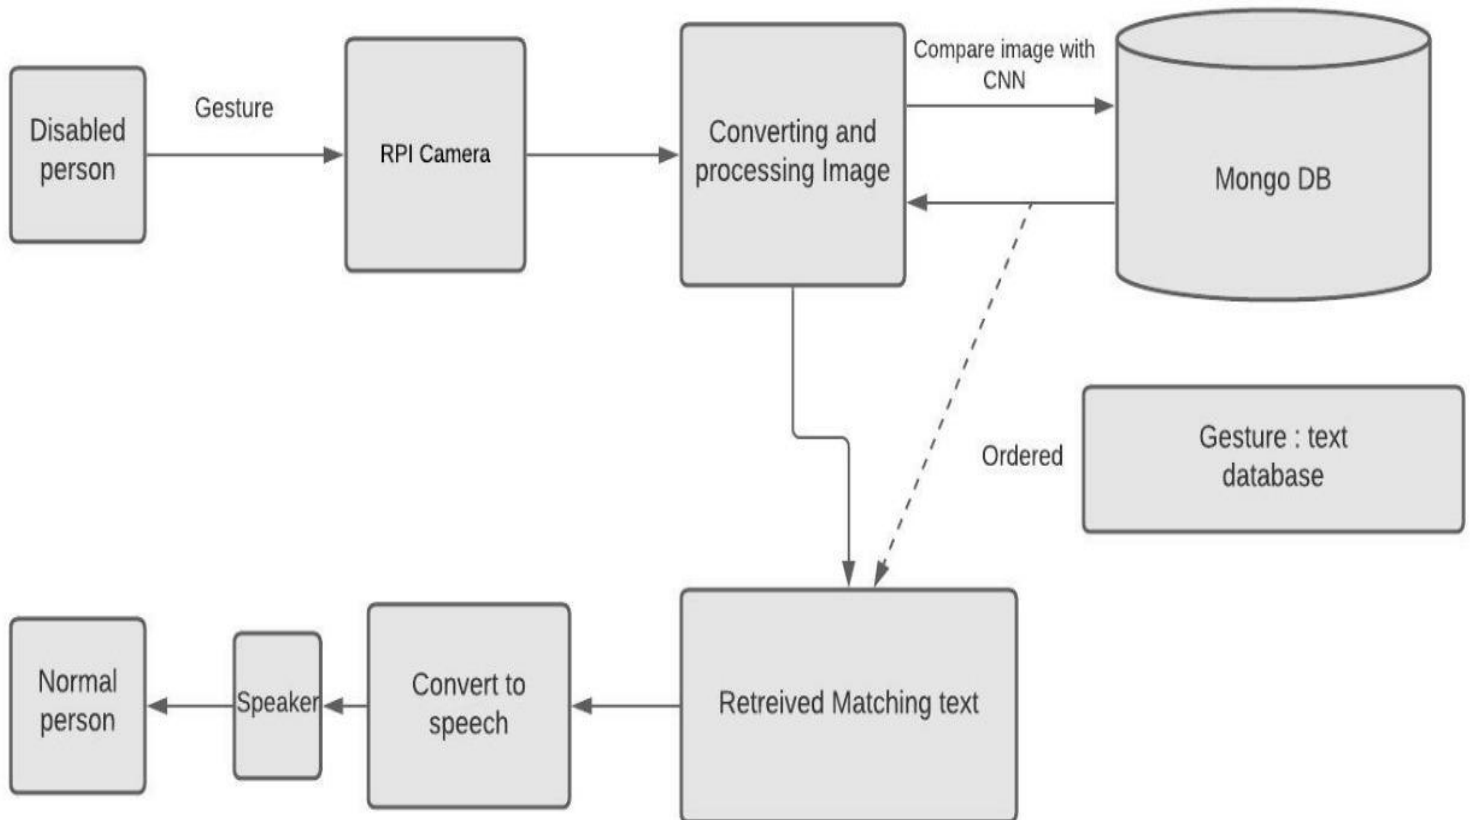 Disabled
person
Gesture
RPI Camera
Converting and
processing Image
Compare image with
CNN
Mongo DB
Ordered
Gesture : text
database
Retreived Matching text
Convert to
speech
Speaker
Normal
person